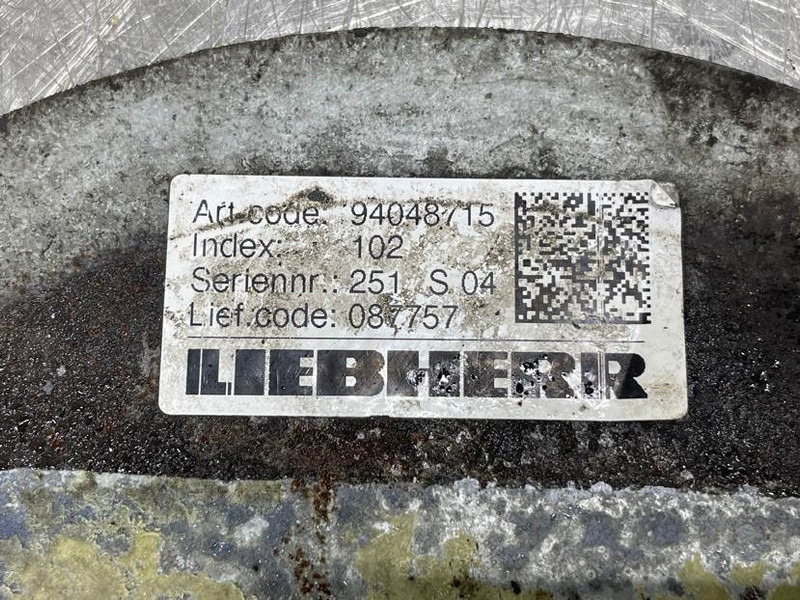 Art.code: 94048715
Index: 102
Seriennr.: 251 S 04
Lief.code: 087757
LIEBHERR